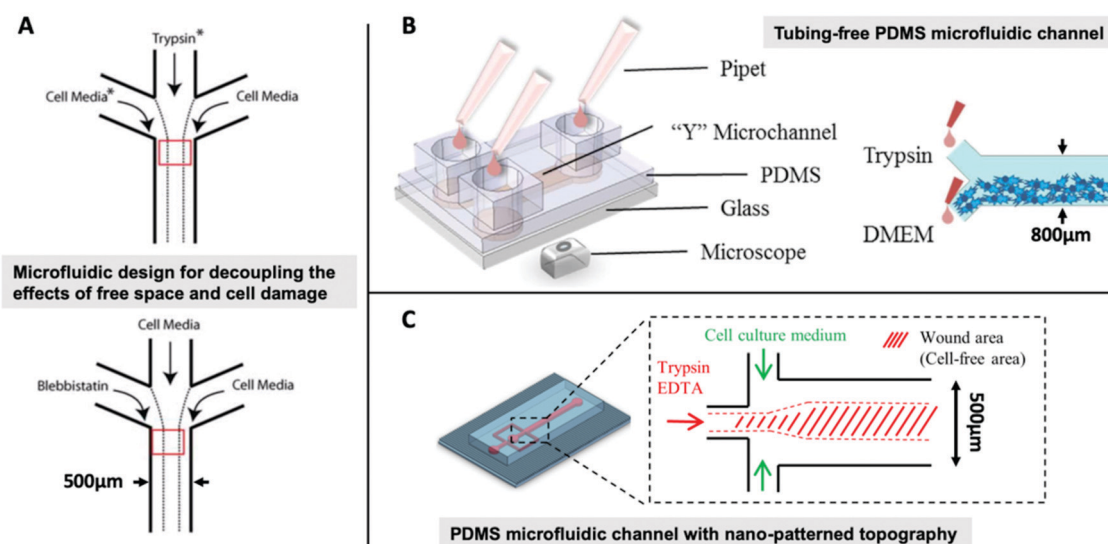 A
Trypsin*
Cell Media*
Cell Media
Microfluidic design for decoupling the
effects of free space and cell damage
Cell Media
Blebbistatin
Cell Media
500μm
B
Tubing-free PDMS microfluidic channel
Pipet
“Y” Microchannel
PDMS
Glass
Microscope
Trypsin
DMEM
800μm
C
Cell culture medium
Wound area
(Cell-free area)
Trypsin
EDTA
500μm
PDMS microfluidic channel with nano-patterned topography